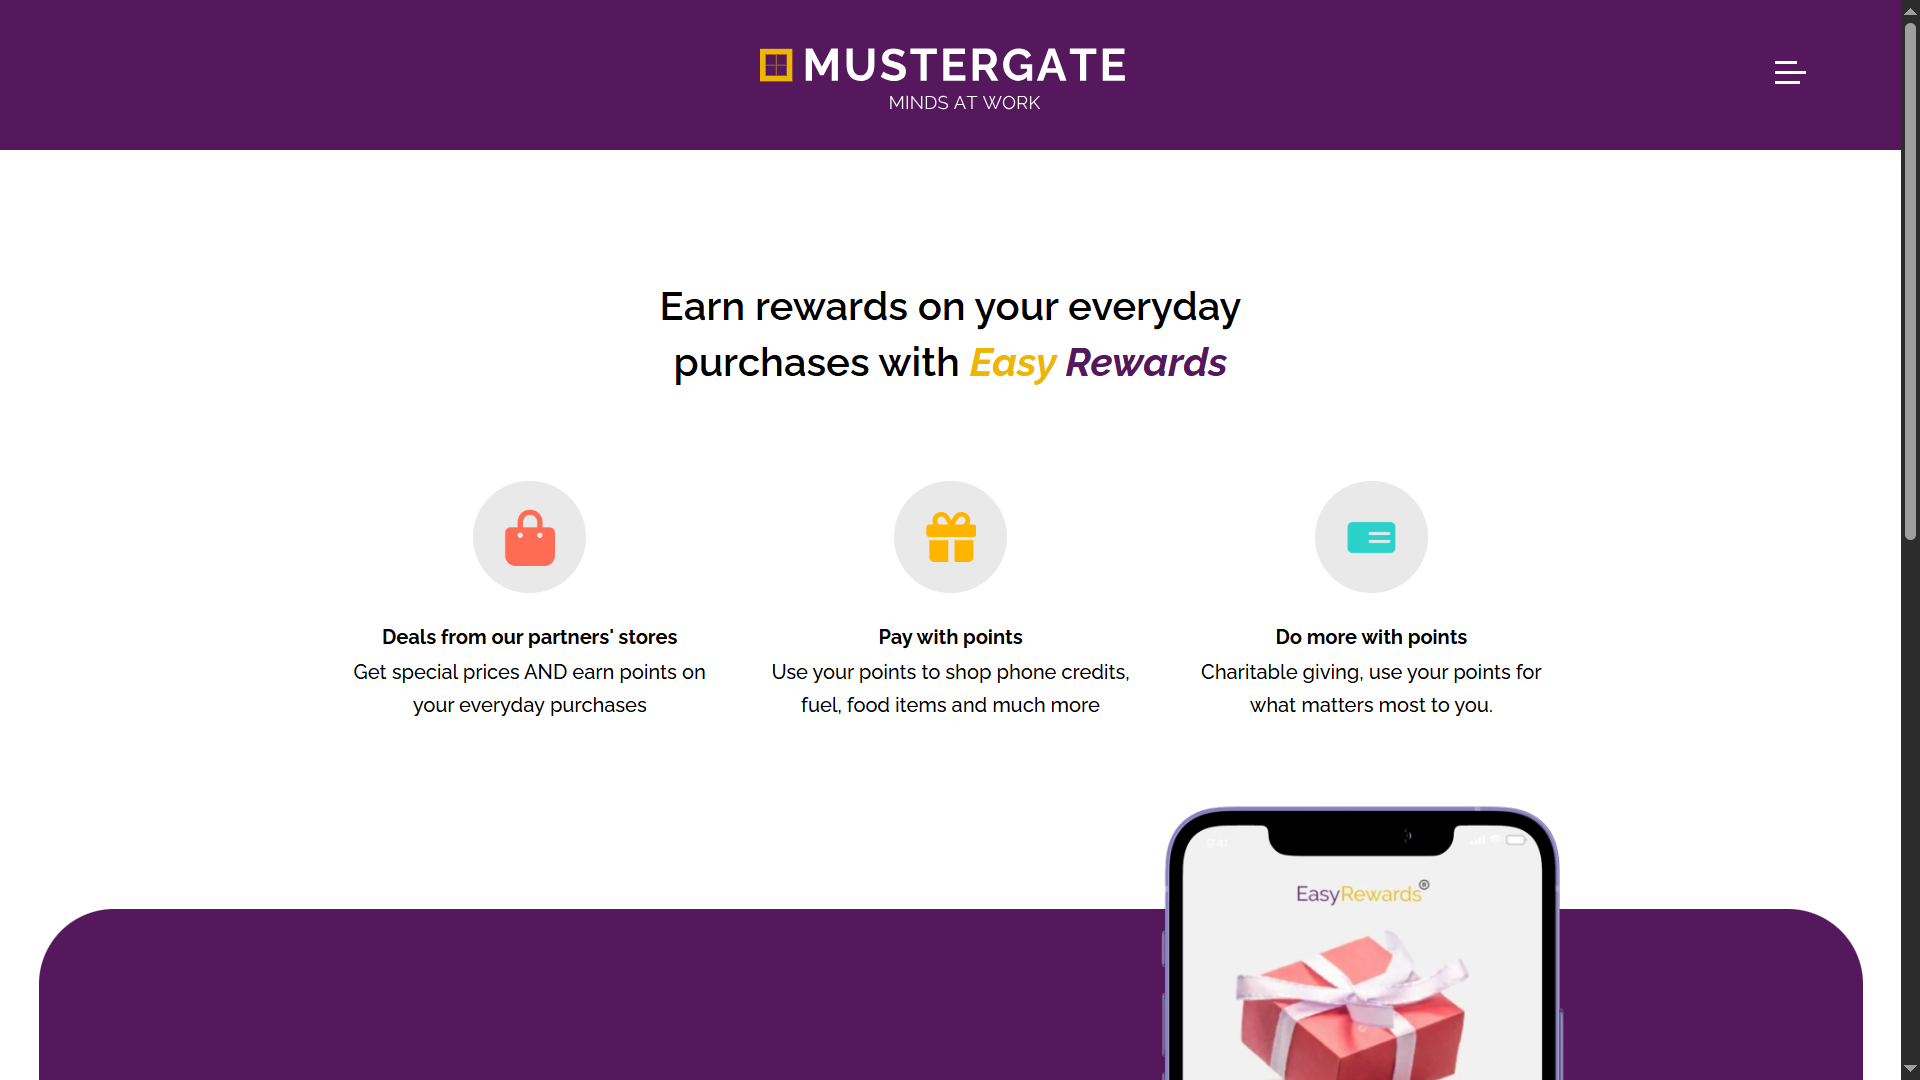 MUSTERGATE
MINDS AT WORK
Earn rewards on your everyday
purchases with Easy Rewards
Deals from our partners' stores
Get special prices AND earn points on
your everyday purchases
Pay with points
Use your points to shop phone credits,
fuel, food items and much more
Do more with points
Charitable giving, use your points for
what matters most to you.
9:41
EasyRewards®